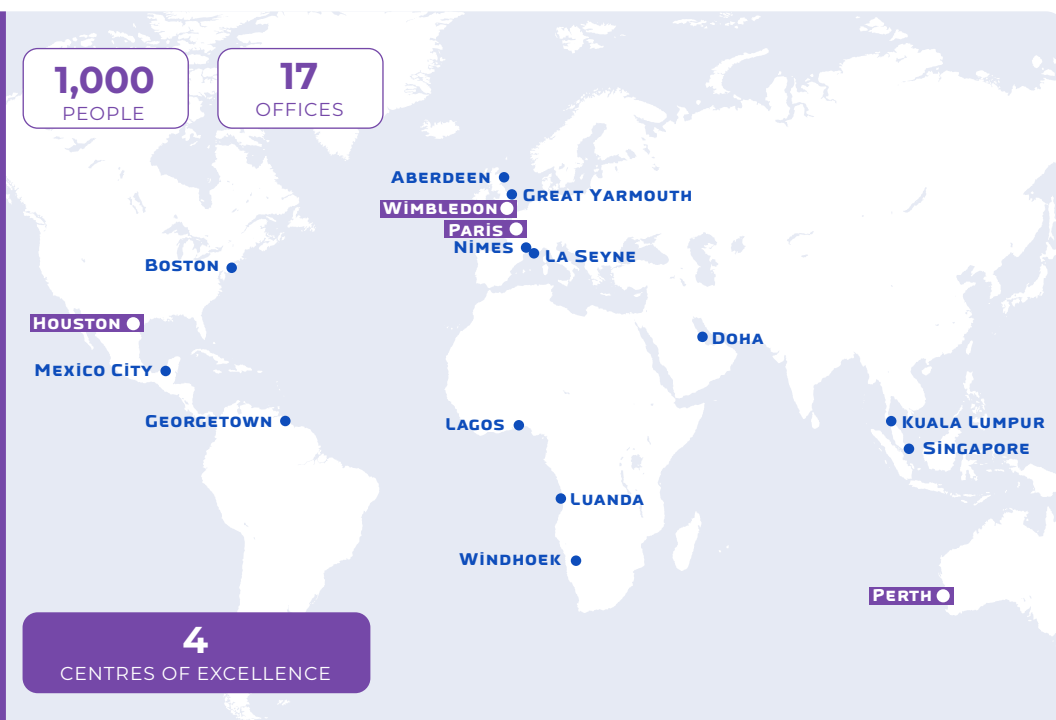 1,000
PEOPLE
17
OFFICES
ABERDEEN
GREAT YARMOUTH
WIMBLEDON
PARIS
NIMES
LA SEYNE
BOSTON
HOUSTON
DOHA
MEXICO CITY
GEORGETOWN
LAGOS
KUALA LUMPUR
SINGAPORE
LUANDA
WINDHOEK
PERTH
4
CENTRES OF EXCELLENCE